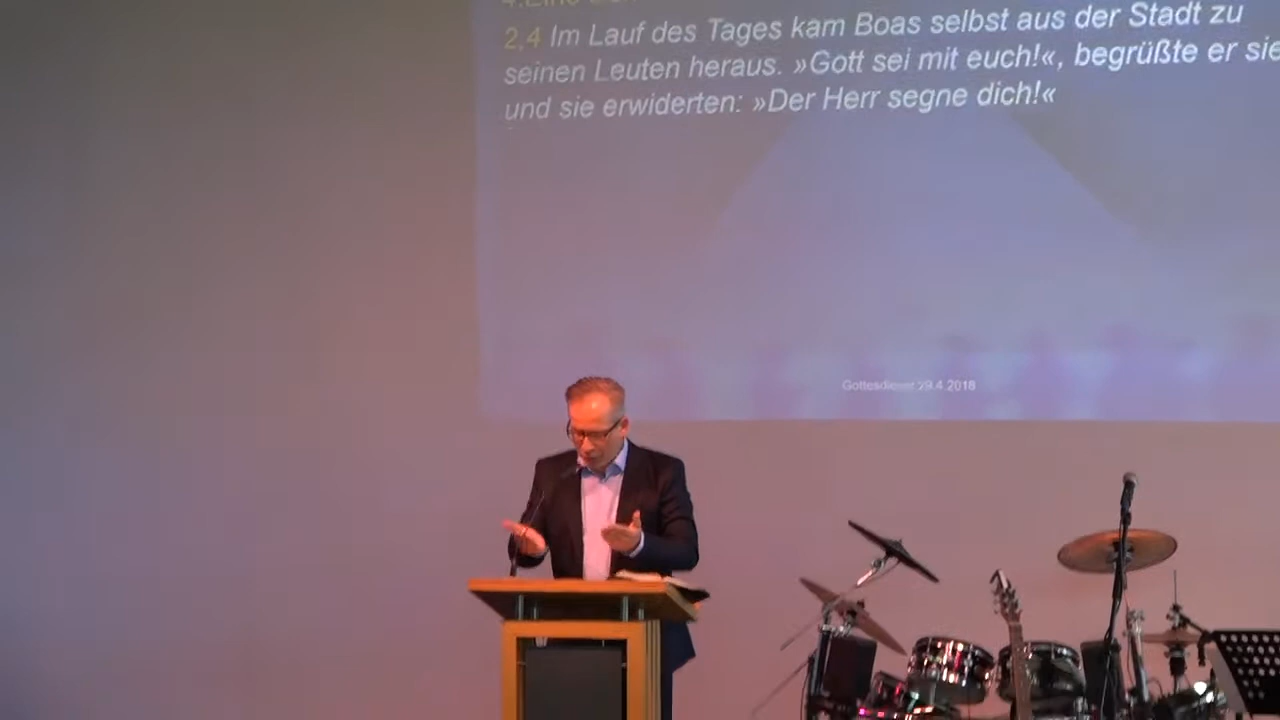 2,4 Im Lauf des Tages kam Boas selbst aus der Stadt zu
seinen Leuten heraus. »Gott sei mit euch!«, begrüßte er sie
und sie erwiderten: »Der Herr segne dich!«
Gottesdienst 29.4.2018